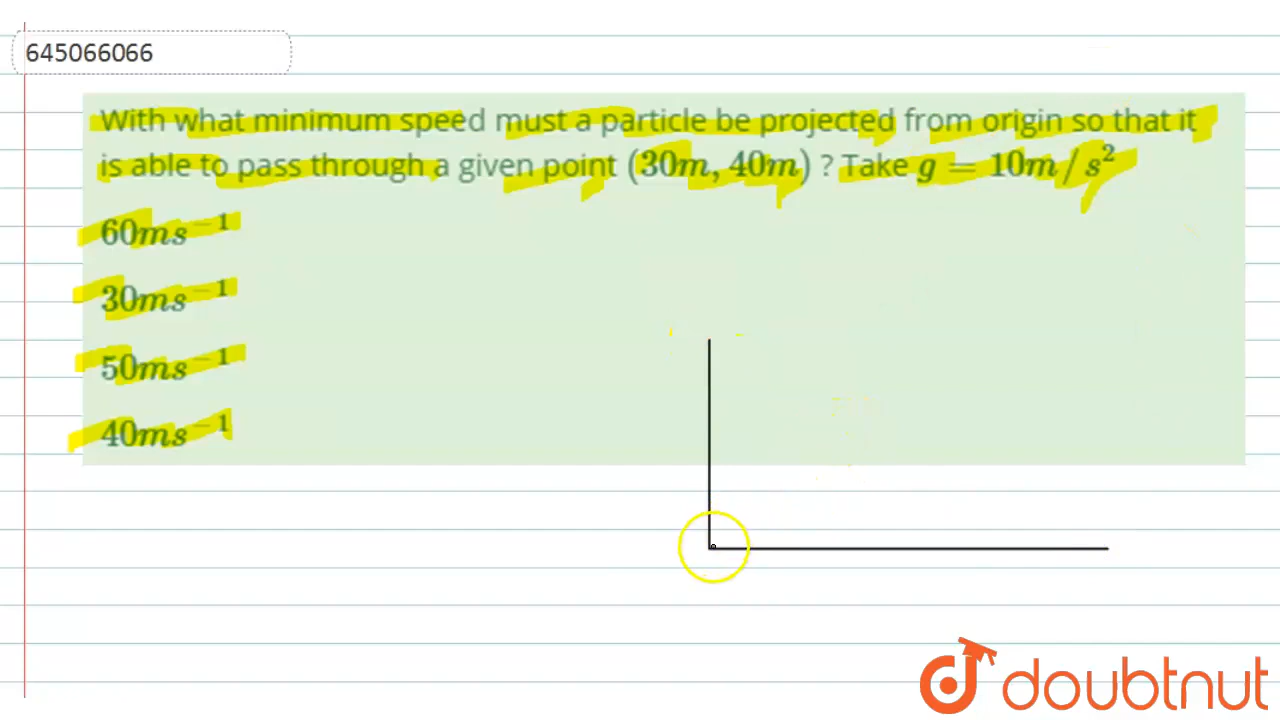 645066066
With what minimum speed must a particle be projected from origin so that it
is able to pass through a given point (30m, 40m) ? Take g = 10m/s²
60ms⁻¹
30ms⁻¹
50ms⁻¹
40ms⁻¹
doubtnut